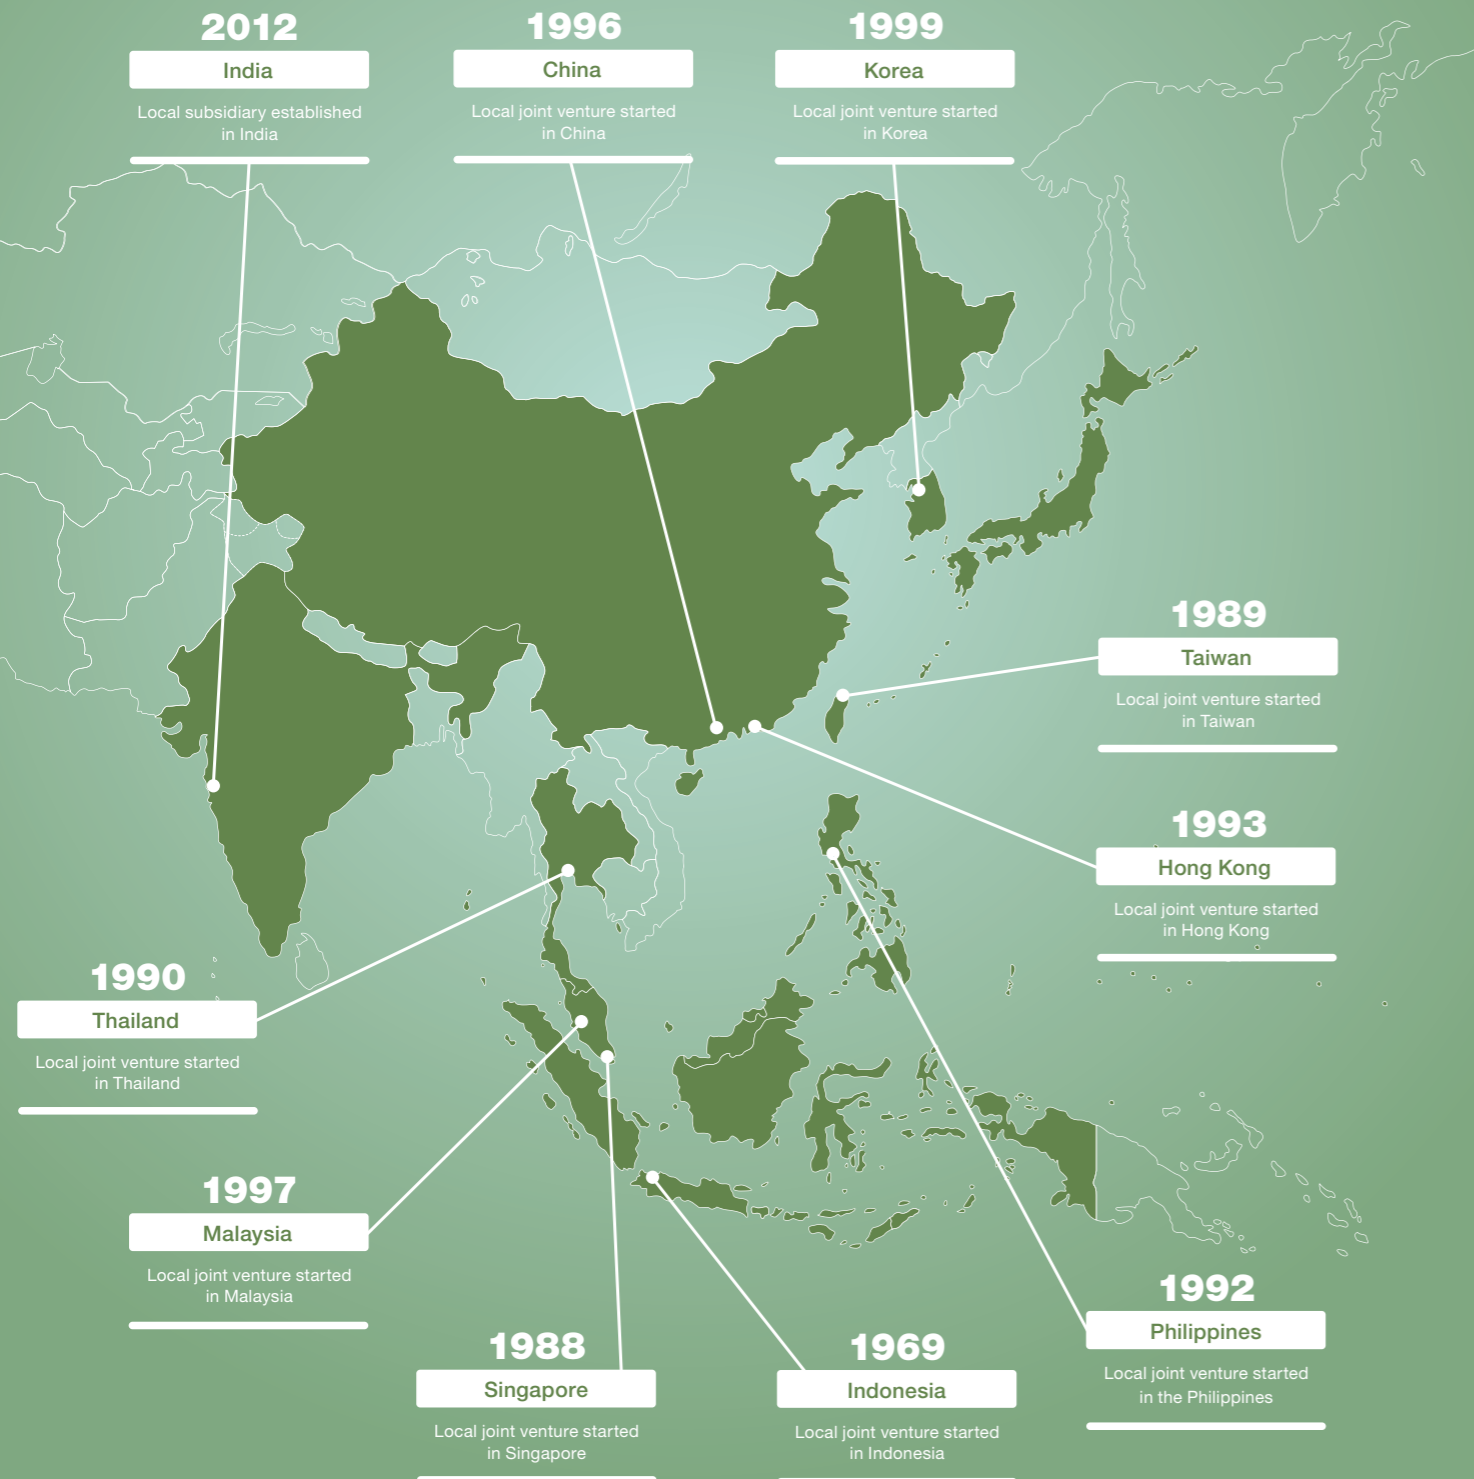 2012
India
Local subsidiary established
in India
1996
China
Local joint venture started
in China
1999
Korea
Local joint venture started
in Korea
1989
Taiwan
Local joint venture started
in Taiwan
1993
Hong Kong
Local joint venture started
in Hong Kong
1990
Thailand
Local joint venture started
in Thailand
1997
Malaysia
Local joint venture started
in Malaysia
1988
Singapore
Local joint venture started
in Singapore
1969
Indonesia
Local joint venture started
in Indonesia
1992
Philippines
Local joint venture started
in the Philippines